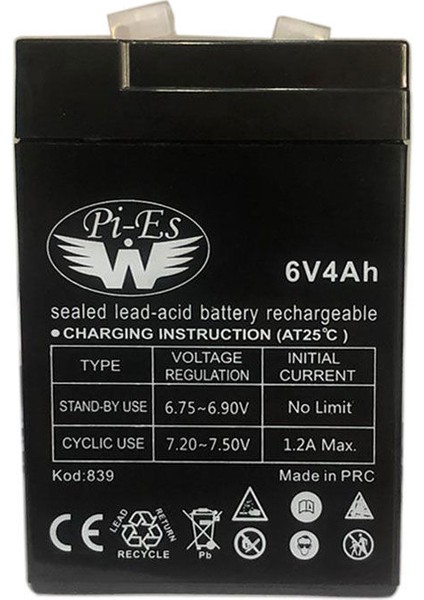 Pi-Es
W
6V4Ah
sealed lead-acid battery rechargeable
● CHARGING INSTRUCTION (AT25℃)
TYPE VOLTAGE REGULATION INITIAL CURRENT
STAND-BY USE 6.75~6.90V No Limit
CYCLIC USE 7.20~7.50V 1.2A Max.
Kod:839 Made in PRC
CE LEAD RETURN RECYCLE Pb